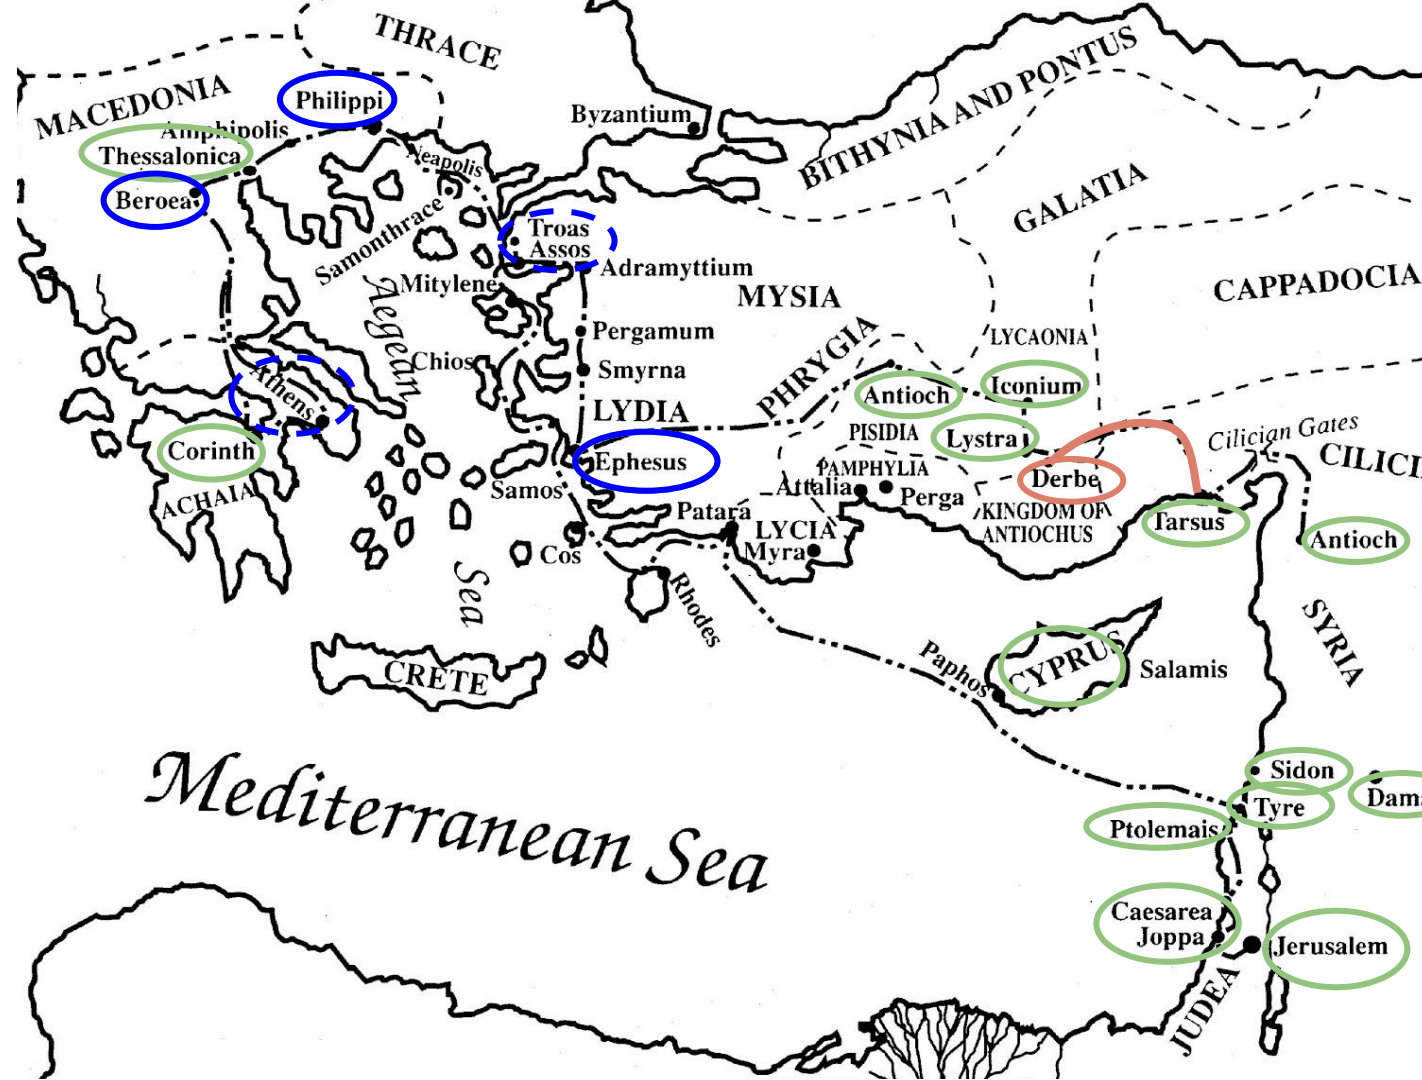 THRACE
MACEDONIA
Philippi
Amphipolis
Thessalonica
Neapolis
Beroea
Byzantium
BITHYNIA AND PONTUS
GALATIA
CAPPADOCIA
Samonthrace
Troas
Assos
Adramyttium
Mitylene
MYSIA
Aegean
Sea
Pergamum
Chios
Smyrna
PHRYGIA
LYCAONIA
Antioch
Iconium
Athens
LYDIA
PISIDIA
Lystra
Cilician Gates
Corinth
Ephesus
PAMPHYLIA
Derbe
CILICI
ACHAIA
Samos
Attalia
Perga
KINGDOM OF
ANTIOCHUS
Tarsus
Antioch
Patara
LYCIA
Myra
Cos
Rhodes
SYRIA
CRETE
Paphos
CYPRUS
Salamis
Mediterranean Sea
Sidon
Tyre
Dam
Ptolemais
Caesarea
Joppa
Jerusalem
JUDEA